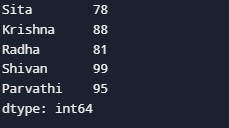 Sita 78
Krishna 88
Radha 81
Shivan 99
Parvathi 95
dtype: int64